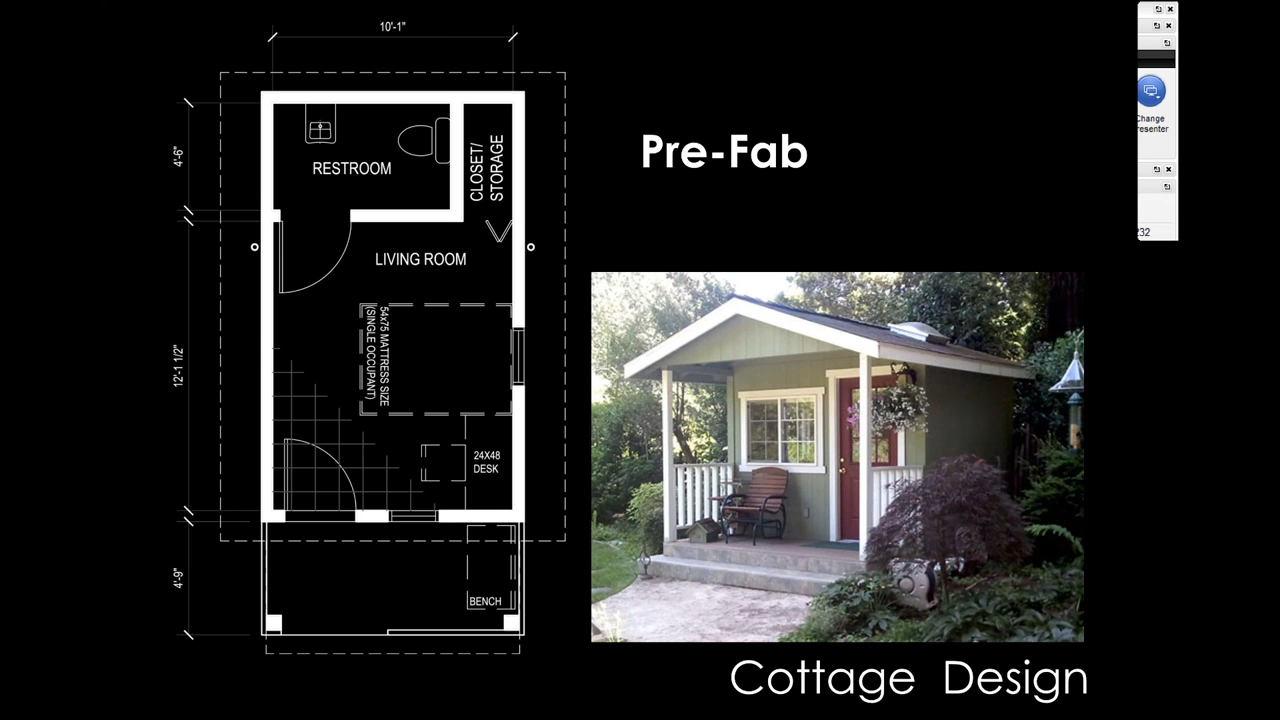 10'-1"
4'-6"
RESTROOM
CLOSET/
STORAGE
LIVING ROOM
12'-1 1/2"
54x75 MATTRESS SIZE
(SINGLE OCCUPANT)
24X48
DESK
4'-9"
BENCH
Pre-Fab
Cottage Design
Change
resenter
232